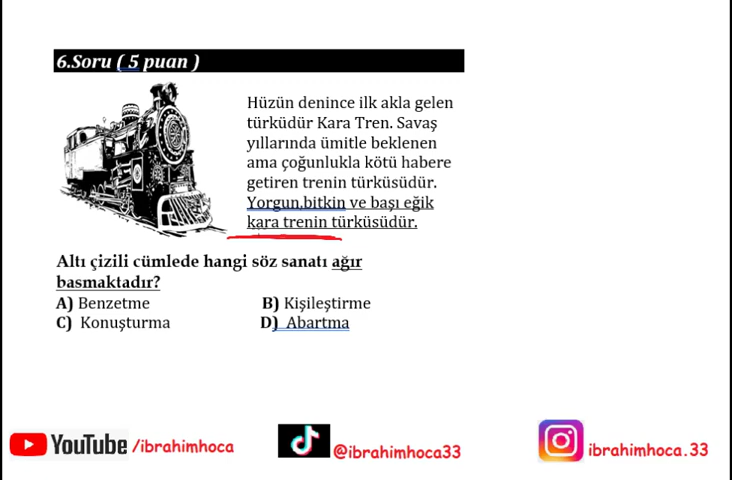 6.Soru ( 5 puan )
Hüzün denince ilk akla gelen
türküdür Kara Tren. Savaş
yıllarında ümitle beklenen
ama çoğunlukla kötü habere
getiren trenin türküsüdür.
Yorgun,bitkin ve başı eğik
kara trenin türküsüdür.
Altı çizili cümlede hangi söz sanatı ağır
basmaktadır?
A) Benzetme B) Kişileştirme
C) Konuşturma D) Abartma
YouTube /ibrahimhoca
@ibrahimhoca33
ibrahimhoca.33